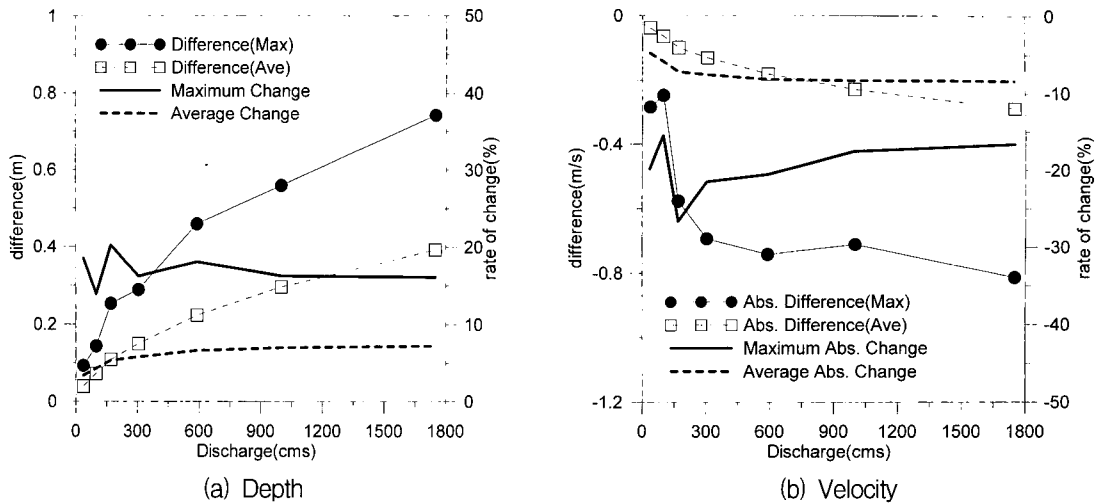 1
0.8
0.6
0.4
0.2
0
difference(m)
50
40
30
20
10
0
rate of change(%)
Difference(Max)
Difference(Ave)
Maximum Change
Average Change
0 300 600 900 1200 1500 1800
Discharge(cms)
(a) Depth
0
-0.4
-0.8
-1.2
difference(m/s)
0
-10
-20
-30
-40
-50
rate of change(%)
Abs. Difference(Max)
Abs. Difference(Ave)
Maximum Abs. Change
Average Abs. Change
0 300 600 900 1200 1500 1800
Discharge(cms)
(b) Velocity